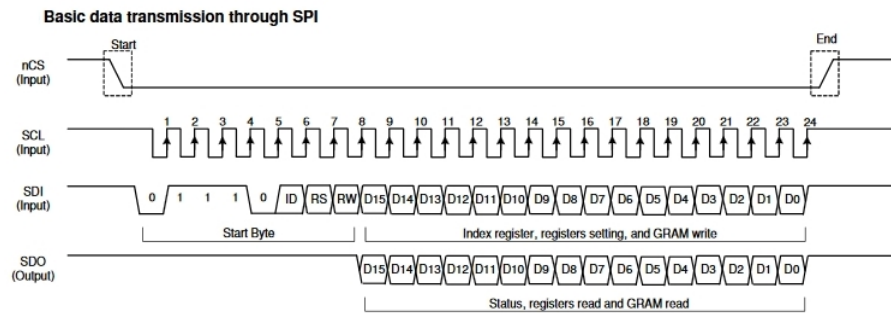 Basic data transmission through SPI
Start
End
nCS
(Input)
1 2 3 4 5 6 7 8 9 10 11 12 13 14 15 16 17 18 19 20 21 22 23 24
SCL
(Input)
SDI
(Input)
0 1 1 1 0 ID RS RW D15 D14 D13 D12 D11 D10 D9 D8 D7 D6 D5 D4 D3 D2 D1 D0
Start Byte
Index register, registers setting, and GRAM write
SDO
(Output)
D15 D14 D13 D12 D11 D10 D9 D8 D7 D6 D5 D4 D3 D2 D1 D0
Status, registers read and GRAM read